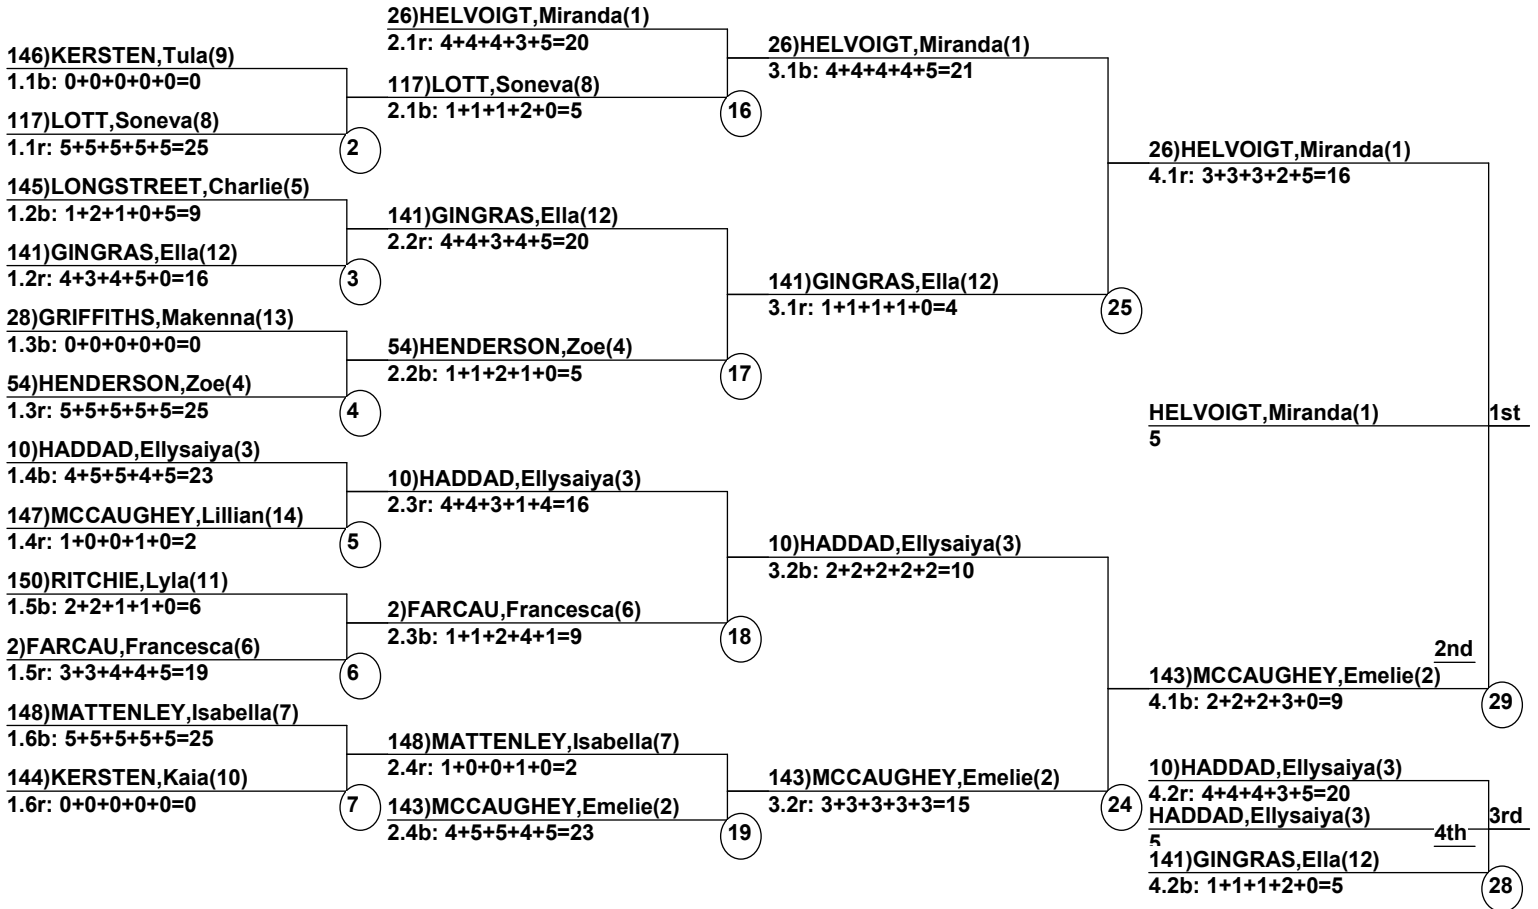 146)KERSTEN,Tula(9)
1.1b: 0+0+0+0+0=0
117)LOTT,Soneva(8)
1.1r: 5+5+5+5+5=25
2
145)LONGSTREET,Charlie(5)
1.2b: 1+2+1+0+5=9
141)GINGRAS,Ella(12)
1.2r: 4+3+4+5+0=16
3
28)GRIFFITHS,Makenna(13)
1.3b: 0+0+0+0+0=0
54)HENDERSON,Zoe(4)
1.3r: 5+5+5+5+5=25
4
10)HADDAD,Ellysaiya(3)
1.4b: 4+5+5+4+5=23
147)MCCAUGHEY,Lillian(14)
1.4r: 1+0+0+1+0=2
5
150)RITCHIE,Lyla(11)
1.5b: 2+2+1+1+0=6
2)FARCAU,Francesca(6)
1.5r: 3+3+4+4+5=19
6
148)MATTENLEY,Isabella(7)
1.6b: 5+5+5+5+5=25
144)KERSTEN,Kaia(10)
1.6r: 0+0+0+0+0=0
7
26)HELVOIGT,Miranda(1)
2.1r: 4+4+4+3+5=20
117)LOTT,Soneva(8)
2.1b: 1+1+1+2+0=5
16
141)GINGRAS,Ella(12)
2.2r: 4+4+3+4+5=20
54)HENDERSON,Zoe(4)
2.2b: 1+1+2+1+0=5
17
10)HADDAD,Ellysaiya(3)
2.3r: 4+4+3+1+4=16
2)FARCAU,Francesca(6)
2.3b: 1+1+2+4+1=9
18
148)MATTENLEY,Isabella(7)
2.4r: 1+0+0+1+0=2
143)MCCAUGHEY,Emelie(2)
2.4b: 4+5+5+4+5=23
19
26)HELVOIGT,Miranda(1)
3.1b: 4+4+4+4+5=21
141)GINGRAS,Ella(12)
3.1r: 1+1+1+1+0=4
25
10)HADDAD,Ellysaiya(3)
3.2b: 2+2+2+2+2=10
143)MCCAUGHEY,Emelie(2)
3.2r: 3+3+3+3+3=15
24
26)HELVOIGT,Miranda(1)
4.1r: 3+3+3+2+5=16
HELVOIGT,Miranda(1)
1st
5
2nd
143)MCCAUGHEY,Emelie(2)
4.1b: 2+2+2+3+0=9
29
10)HADDAD,Ellysaiya(3)
4.2r: 4+4+4+3+5=20
HADDAD,Ellysaiya(3)
3rd
5
4th
141)GINGRAS,Ella(12)
4.2b: 1+1+1+2+0=5
28